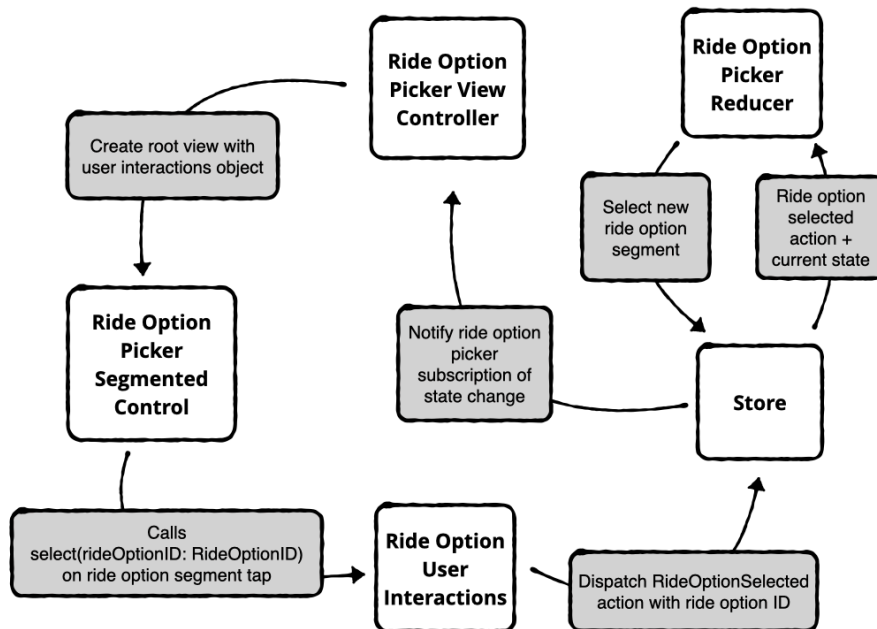 Ride Option
Picker View
Controller
Ride Option
Picker
Reducer
Create root view with
user interactions object
Select new
ride option
segment
Ride option
selected
action +
current state
Ride Option
Picker
Segmented
Control
Notify ride option
picker
subscription of
state change
Store
Calls
select(rideOptionID: RideOptionID)
on ride option segment tap
Ride Option
User
Interactions
Dispatch RideOptionSelected
action with ride option ID